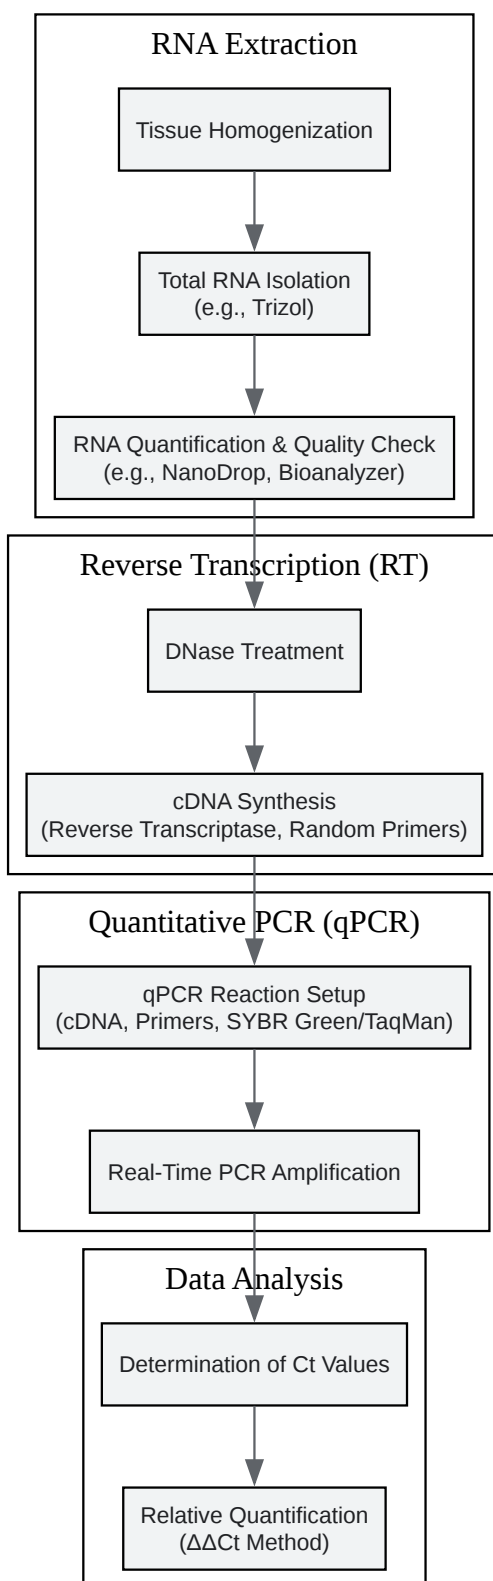 RNA Extraction
Tissue Homogenization
Total RNA Isolation
(e.g., Trizol)
RNA Quantification & Quality Check
(e.g., NanoDrop, Bioanalyzer)
Reverse Transcription (RT)
DNase Treatment
cDNA Synthesis
(Reverse Transcriptase, Random Primers)
Quantitative PCR (qPCR)
qPCR Reaction Setup
(cDNA, Primers, SYBR Green/TaqMan)
Real-Time PCR Amplification
Data Analysis
Determination of Ct Values
Relative Quantification
(ΔΔCt Method)